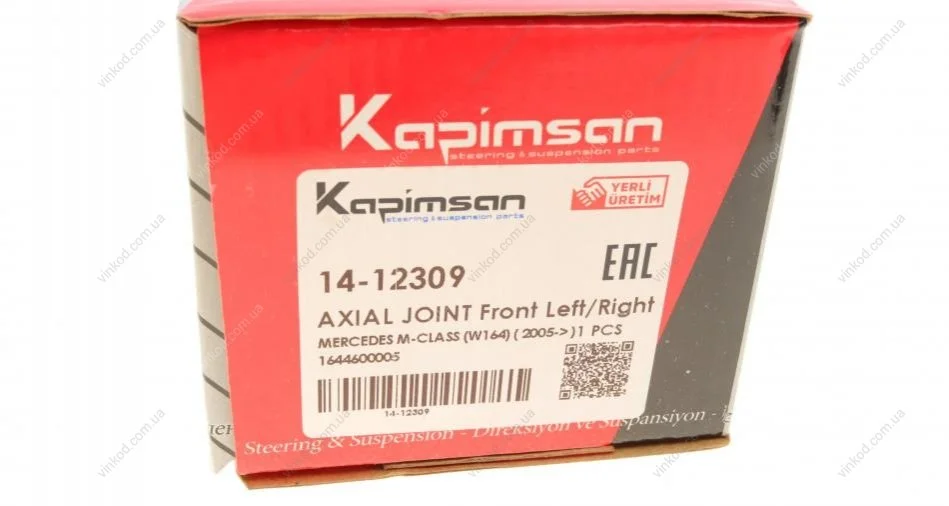 Kapimsan
steering & suspension parts
Kapimsan
steering & suspension parts
YERLİ
ÜRETİM
14-12309
EAC
AXIAL JOINT Front Left/Right
MERCEDES M-CLASS (W164) ( 2005-> ) 1 PCS
1644600005
14-12309
Steering & Suspension - Direksiyon ve Suspansiyon -
vinkod.com.ua